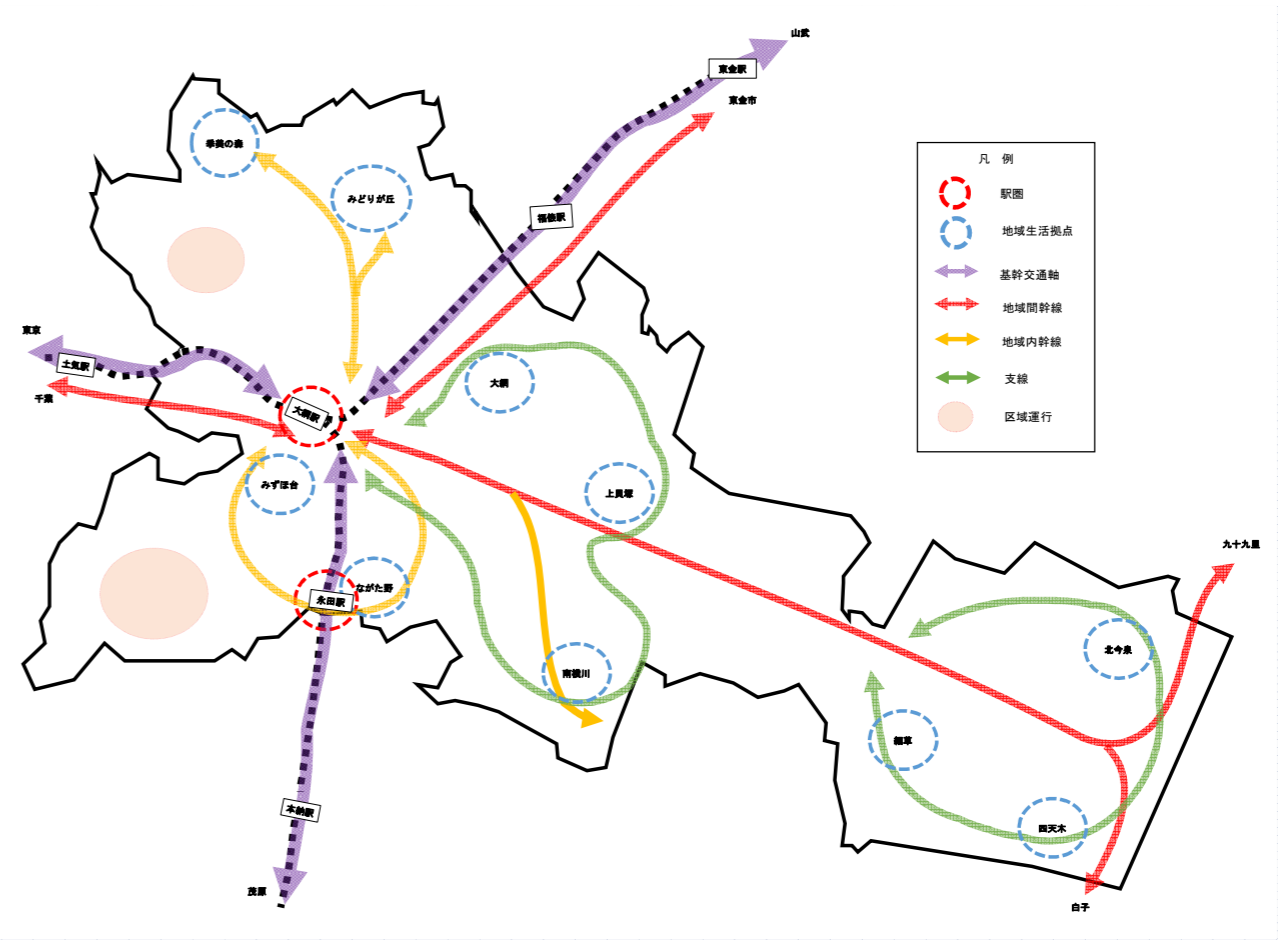 山武
東金駅
東金市
季美の森
みどりが丘
福俵駅
東京
土気駅
千葉
大網駅
大網
みずほ台
上貝塚
ながた野
永田駅
南横川
九十九里
北今泉
細草
四天木
本納駅
茂原
白子
凡 例
駅圏
地域生活拠点
基幹交通軸
地域間幹線
地域内幹線
支線
区域運行